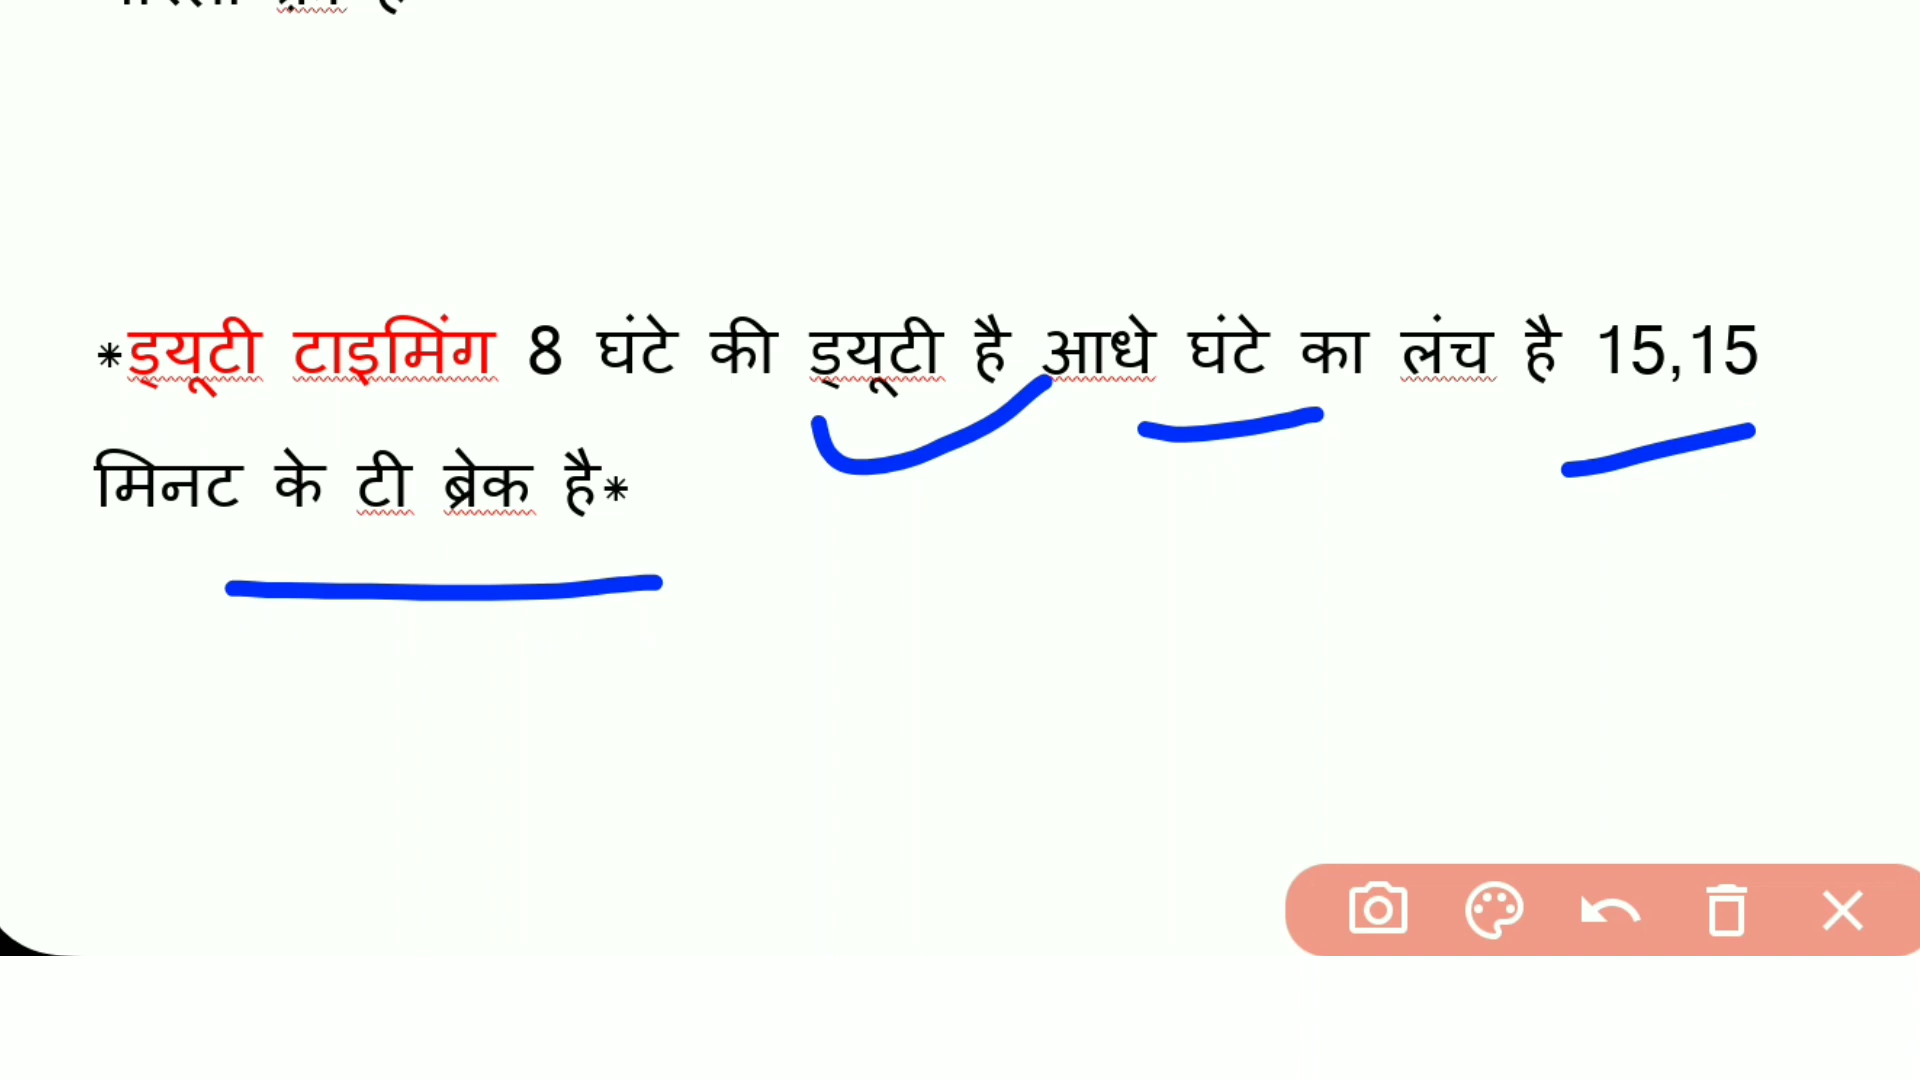 *ड्यूटी टाइमिंग 8 घंटे की ड्यूटी है आधे घंटे का लंच है 15,15
मिनट के टी ब्रेक है*